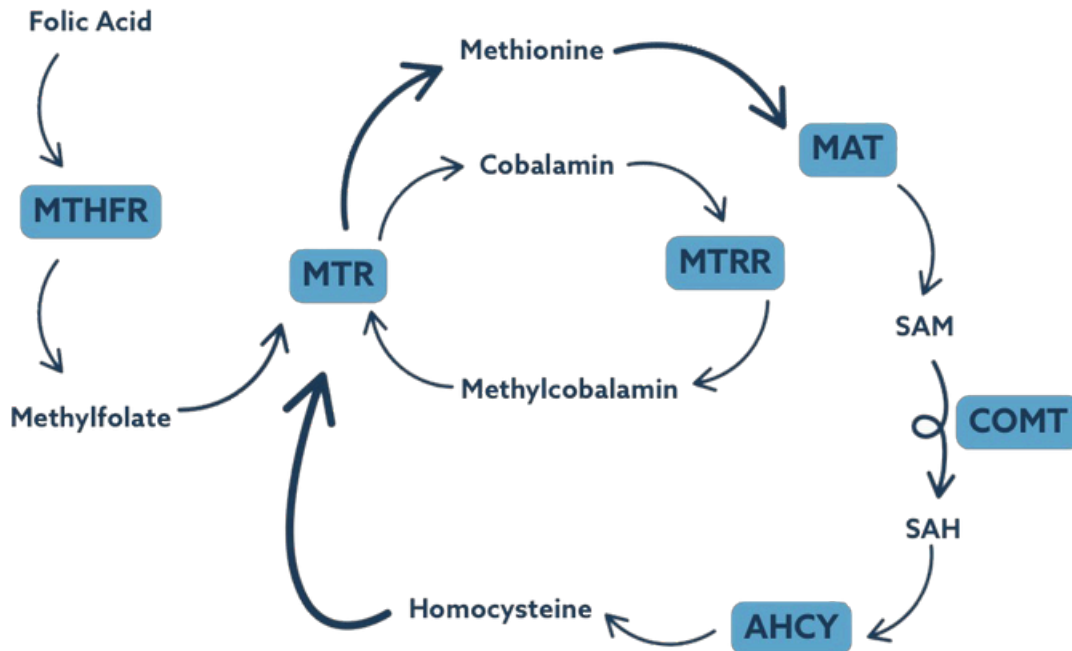 Folic Acid
Methionine
MAT
Cobalamin
MTHFR
MTR
MTRR
SAM
Methylcobalamin
Methylfolate
COMT
SAH
Homocysteine
AHCY